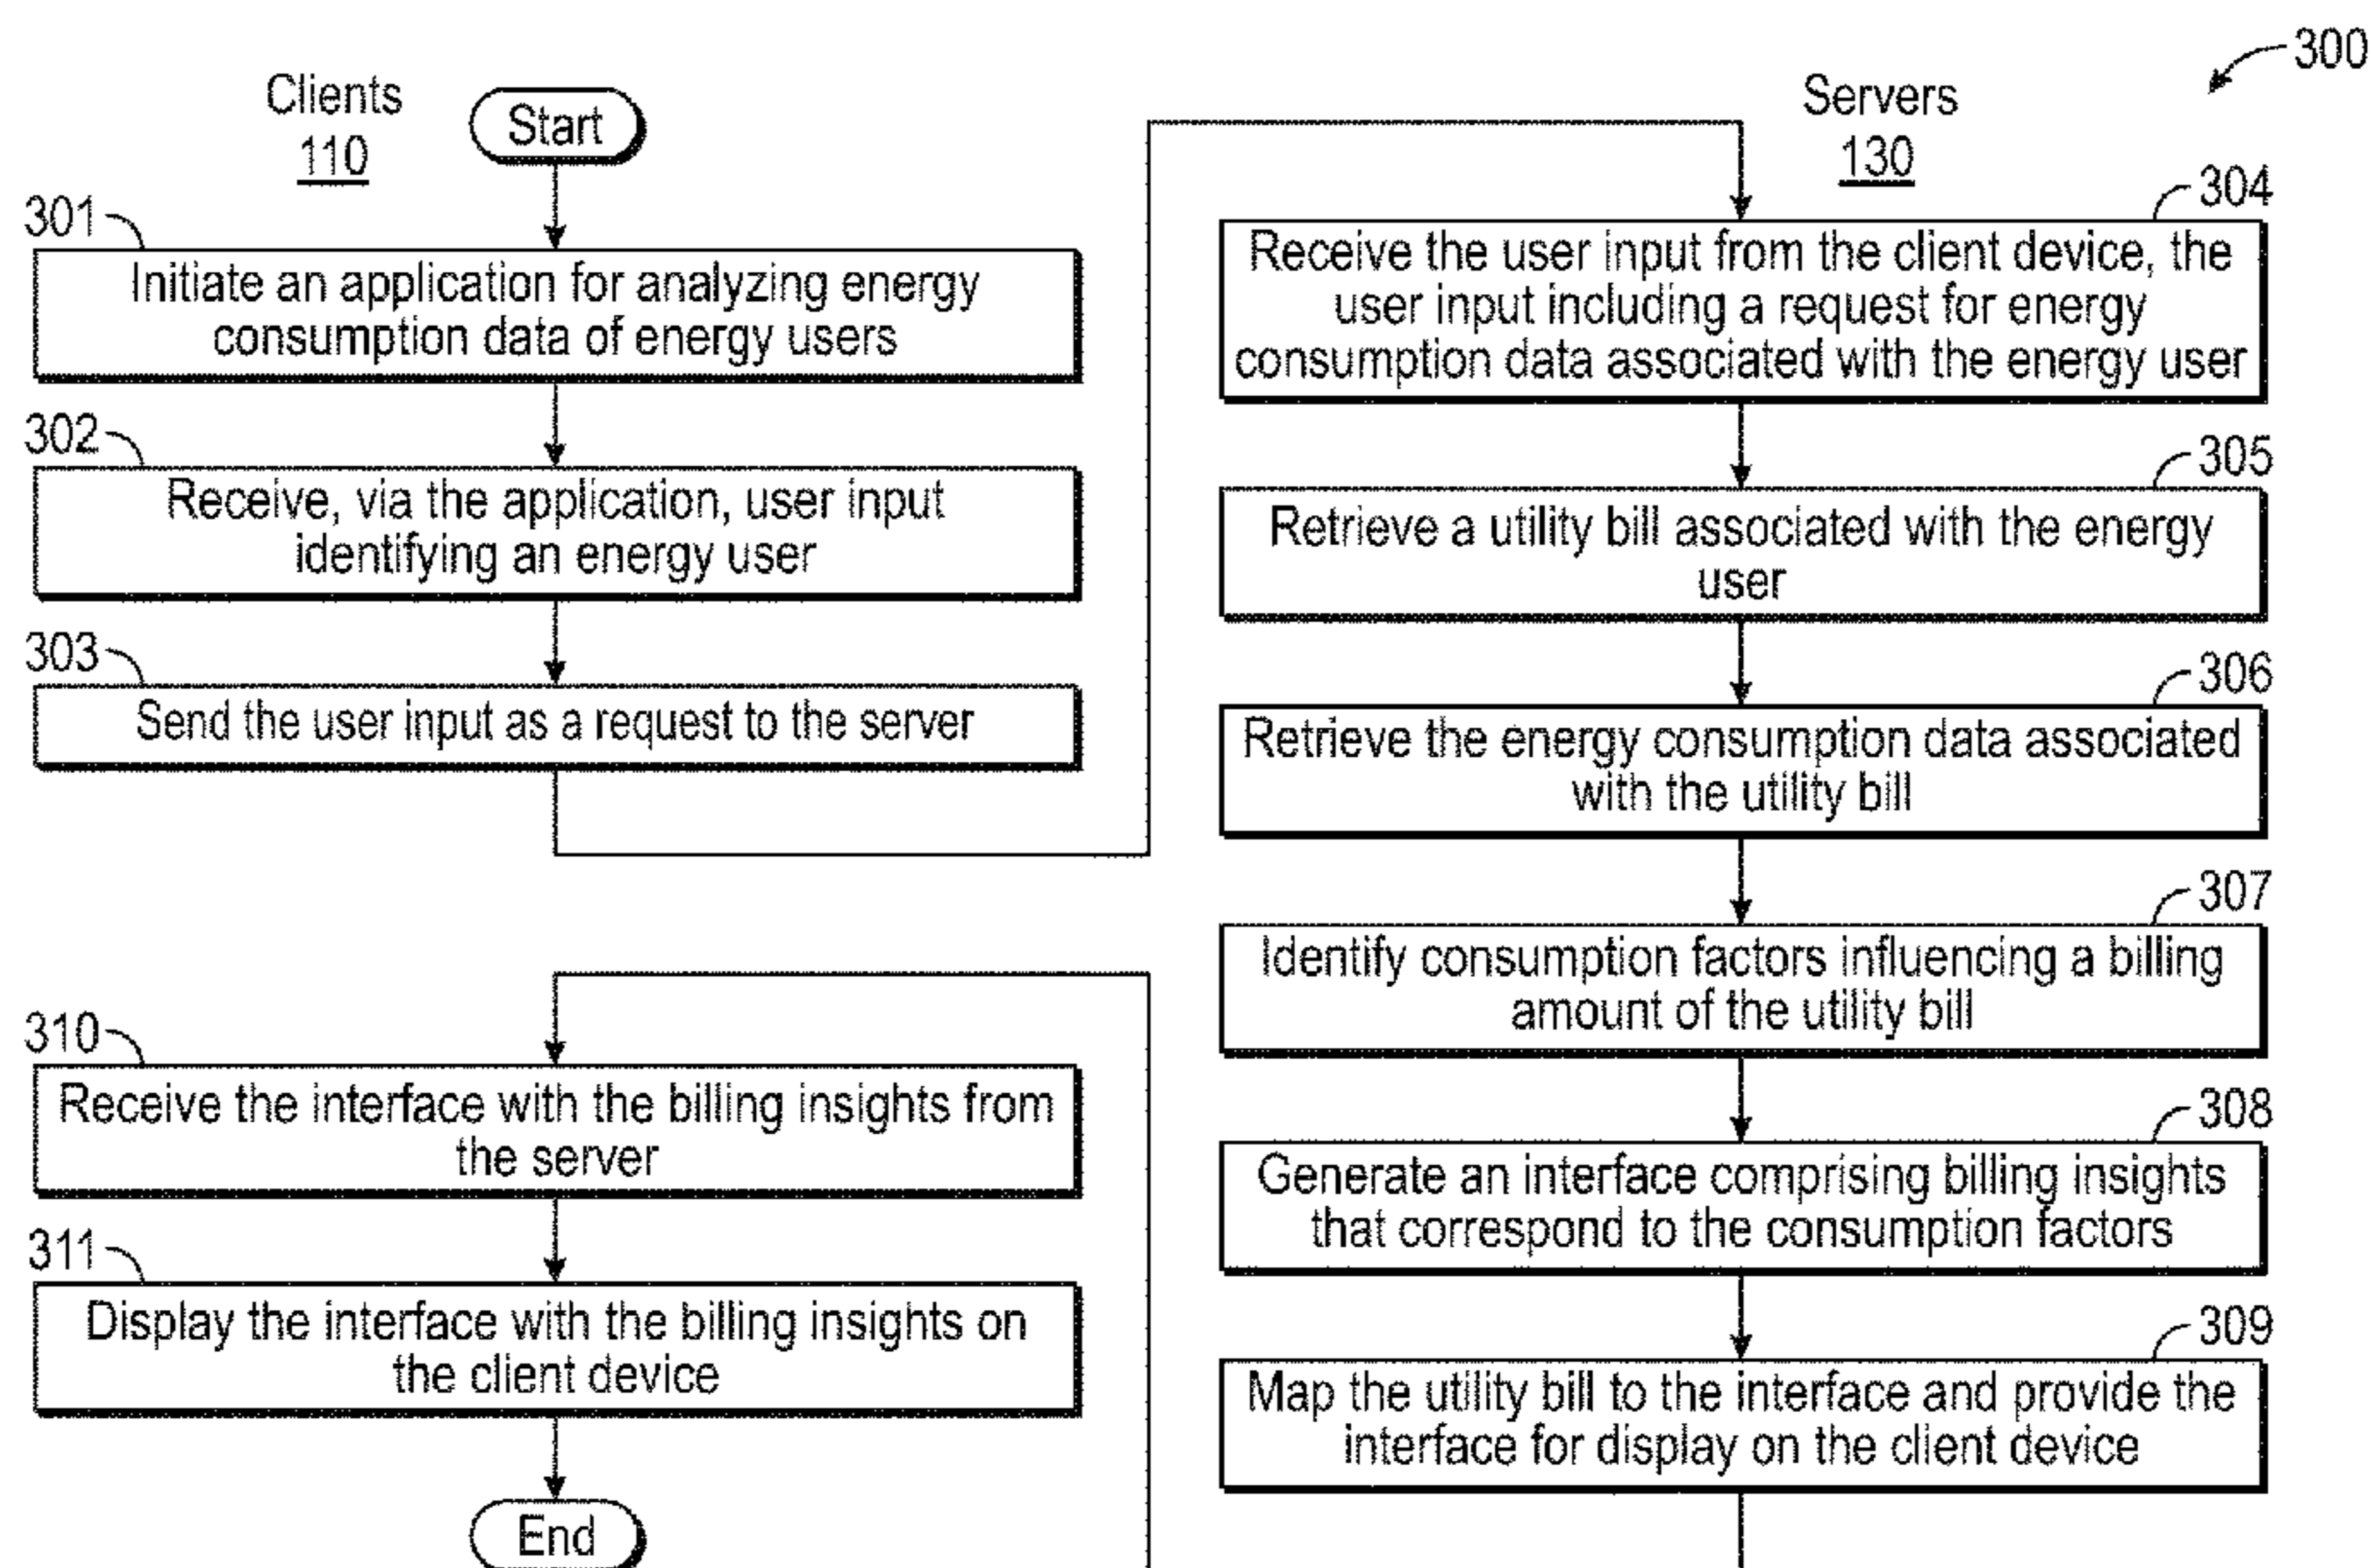 300
Clients
110
Start
301
Initiate an application for analyzing energy
consumption data of energy users
302
Receive, via the application, user input
identifying an energy user
303
Send the user input as a request to the server
Servers
130
304
Receive the user input from the client device, the
user input including a request for energy
consumption data associated with the energy user
305
Retrieve a utility bill associated with the energy
user
306
Retrieve the energy consumption data associated
with the utility bill
307
Identify consumption factors influencing a billing
amount of the utility bill
308
Generate an interface comprising billing insights
that correspond to the consumption factors
309
Map the utility bill to the interface and provide the
interface for display on the client device
310
Receive the interface with the billing insights from
the server
311
Display the interface with the billing insights on
the client device
End